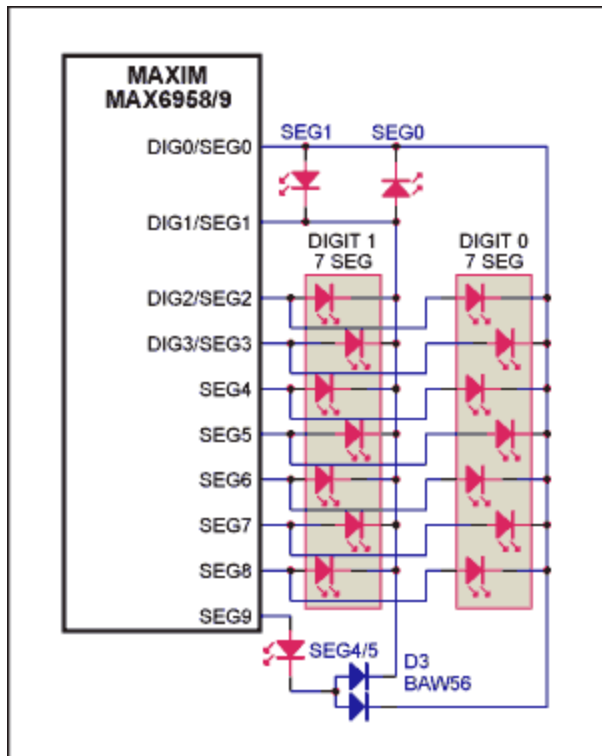 MAXIM
MAX6958/9
SEG1
SEG0
DIG0/SEG0
DIG1/SEG1
DIGIT 1
7 SEG
DIGIT 0
7 SEG
DIG2/SEG2
DIG3/SEG3
SEG4
SEG5
SEG6
SEG7
SEG8
SEG9
SEG4/5
D3
BAW56